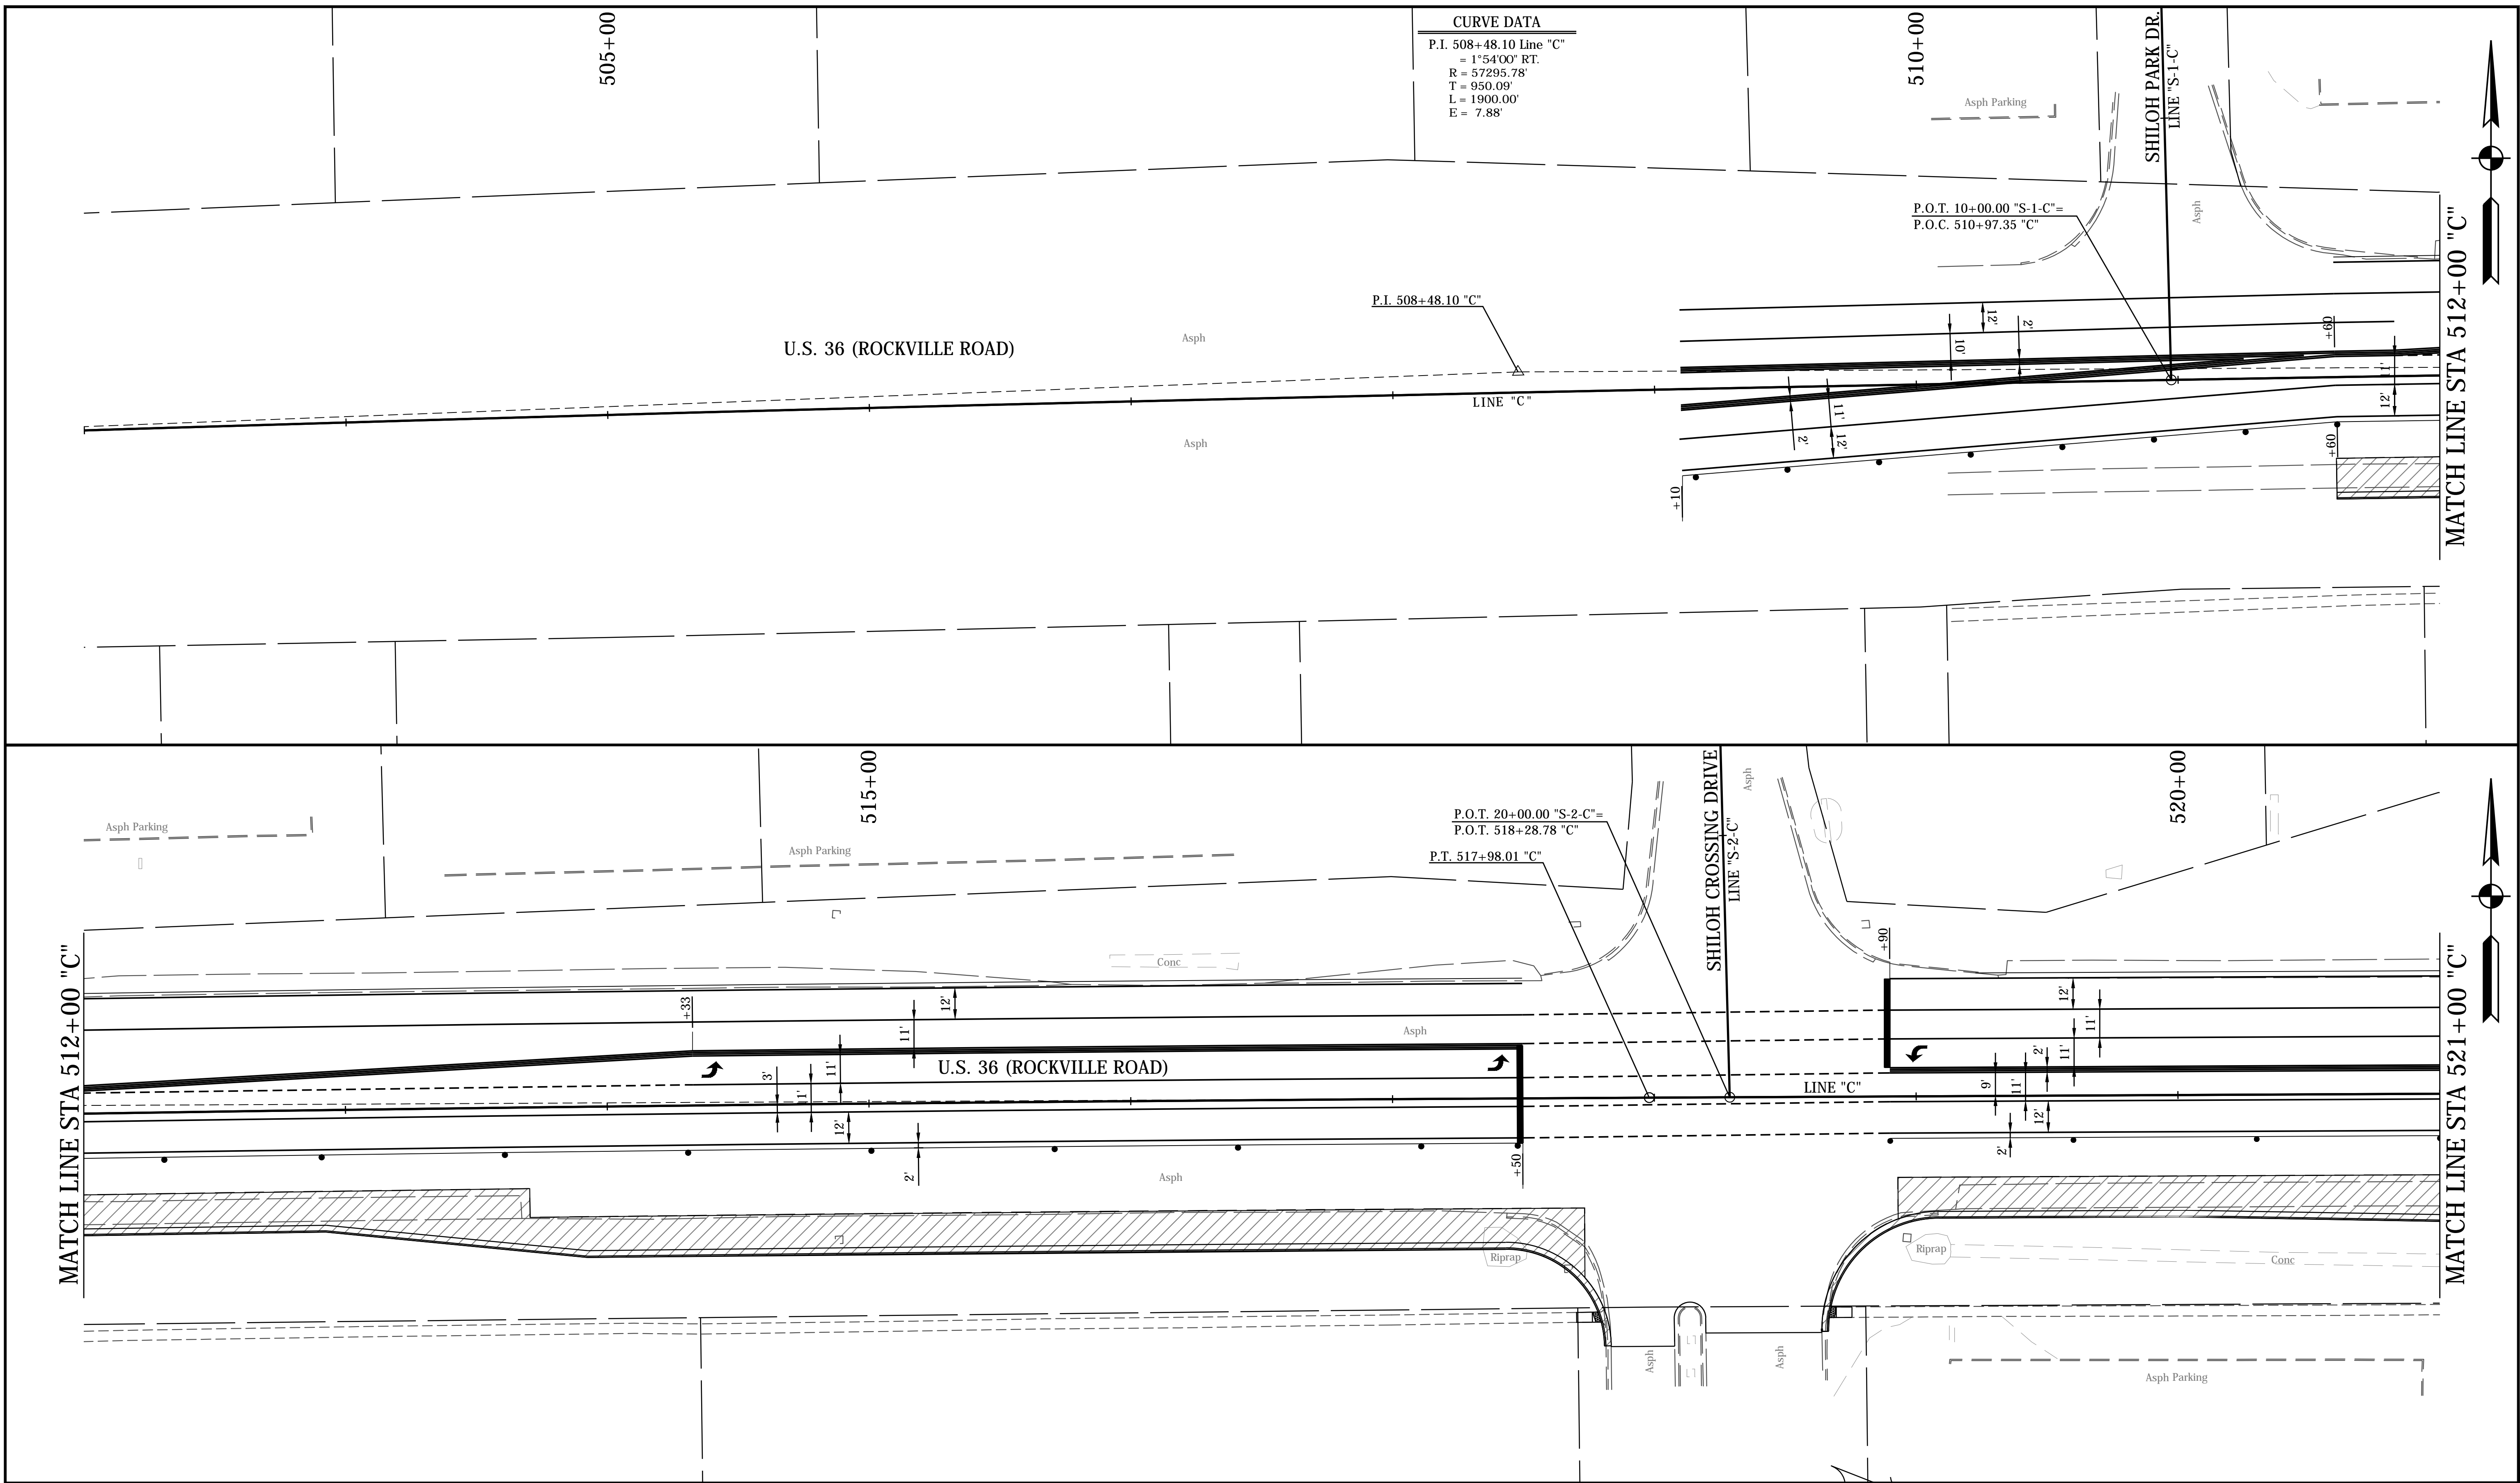 505+00
CURVE DATA
P.I. 508+48.10 Line "C"
= 1°54'00" RT.
R = 57295.78'
T = 950.09'
L = 1900.00'
E = 7.88'
510+00
SHILOH PARK DR.
LINE "S-1-C"
Asph Parking
Asph
P.O.T. 10+00.00 "S-1-C"=
P.O.C. 510+97.35 "C"
P.I. 508+48.10 "C"
U.S. 36 (ROCKVILLE ROAD)
Asph
LINE "C"
Asph
12'
2'
10'
+60
11'
12'
11'
12'
2'
+60
+10
MATCH LINE STA 512+00 "C"
515+00
520+00
SHILOH CROSSING DRIVE
LINE "S-2-C"
Asph
Asph Parking
Asph Parking
P.O.T. 20+00.00 "S-2-C"=
P.O.T. 518+28.78 "C"
P.T. 517+98.01 "C"
MATCH LINE STA 512+00 "C"
Conc
+90
+33
12'
11'
11'
3'
1'
12'
2'
Asph
U.S. 36 (ROCKVILLE ROAD)
LINE "C"
12'
11'
2'
11'
9'
11'
12'
2'
+50
Asph
MATCH LINE STA 521+00 "C"
Riprap
Riprap
Conc
Asph
Asph
Asph Parking